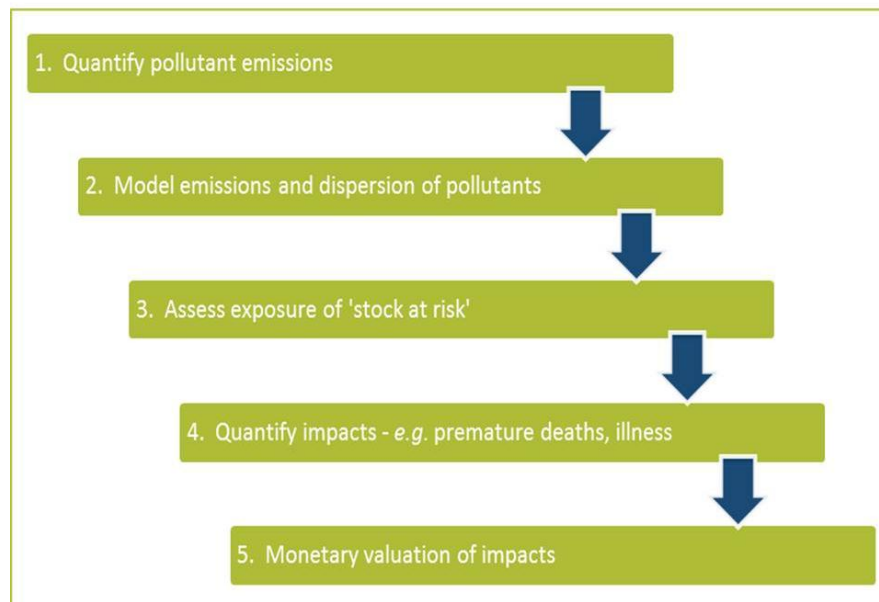 1. Quantify pollutant emissions
2. Model emissions and dispersion of pollutants
3. Assess exposure of 'stock at risk'
4. Quantify impacts - e.g. premature deaths, illness
5. Monetary valuation of impacts